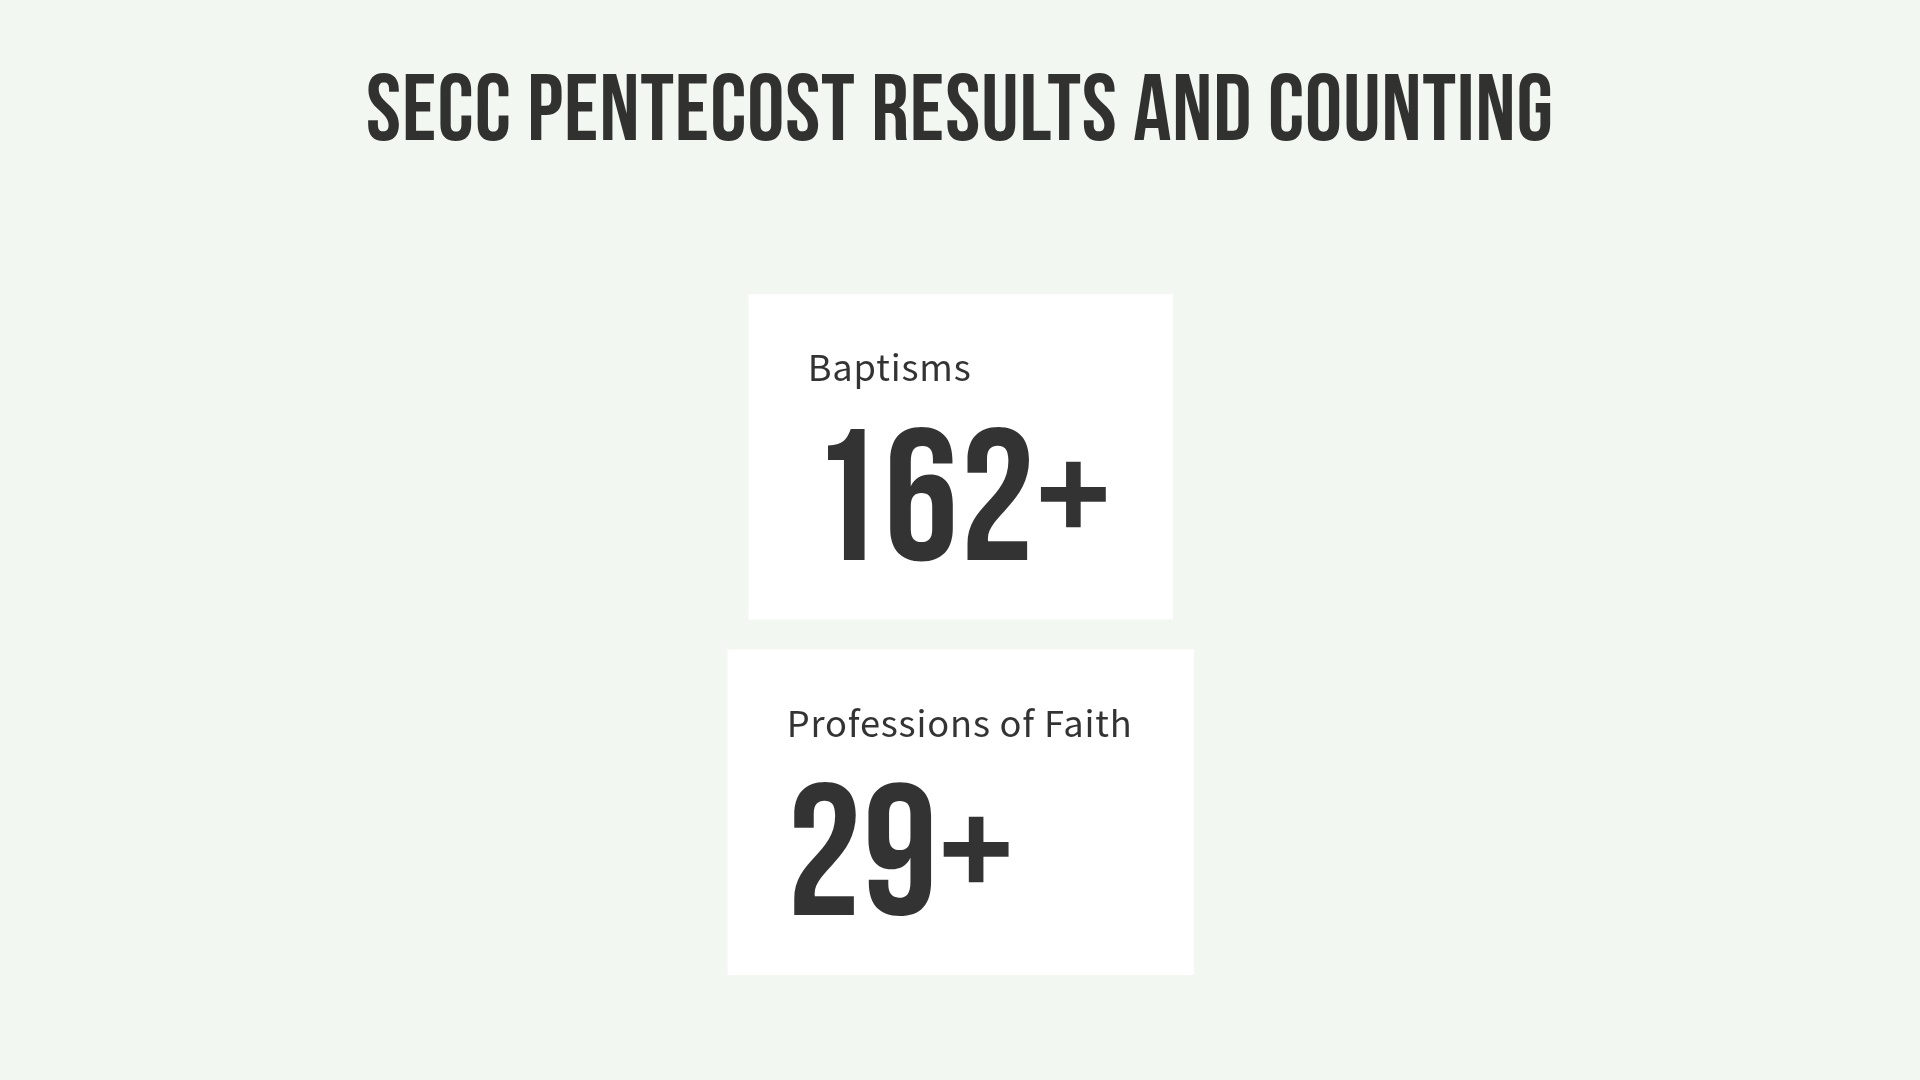 SECC PENTECOST RESULTS AND COUNTING
Baptisms
162+
Professions of Faith
29+